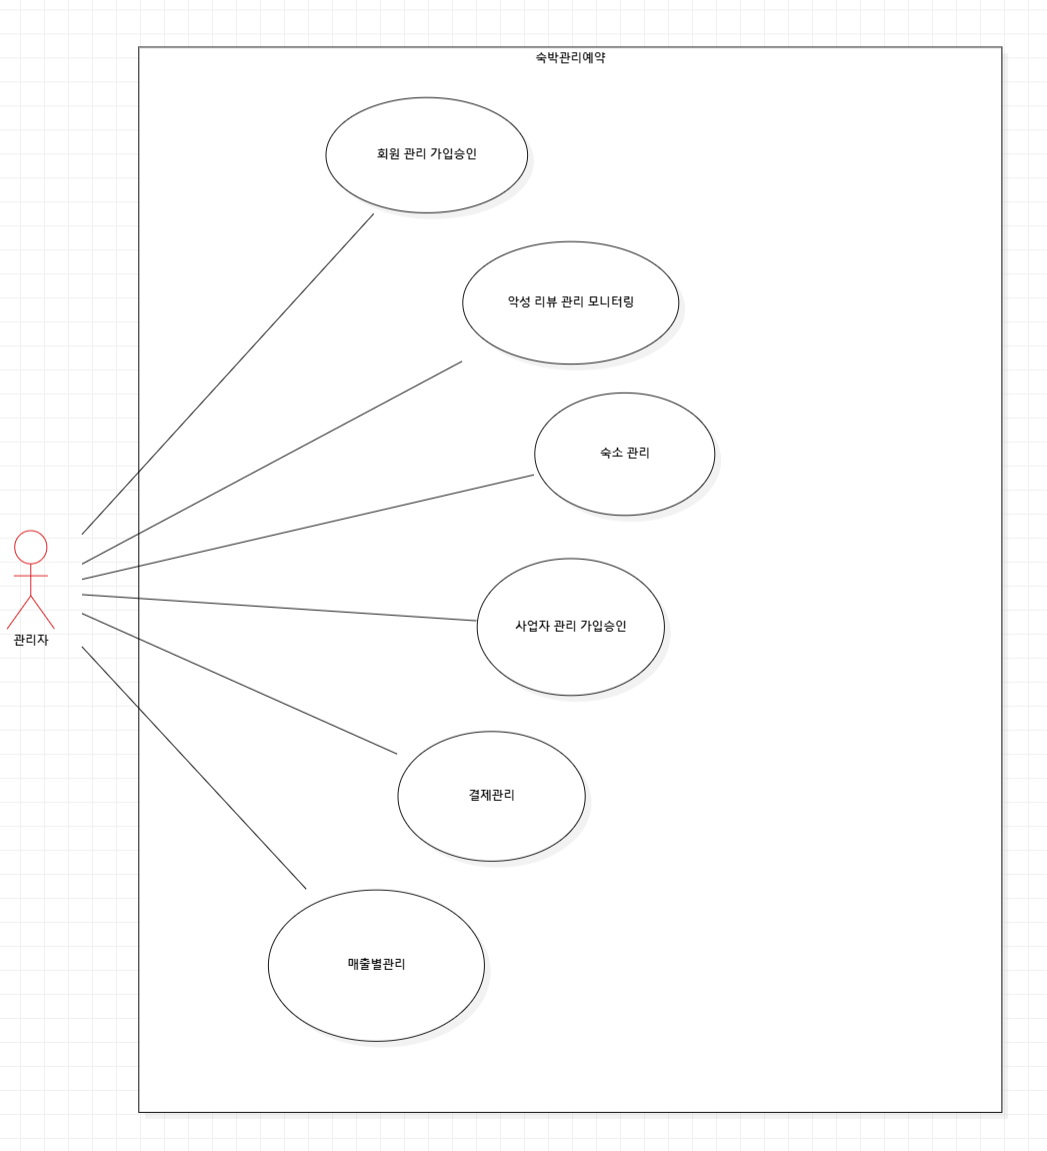 숙박관리예약
회원 관리 가입승인
악성 리뷰 관리 모니터링
숙소 관리
사업자 관리 가입승인
관리자
결제관리
매출별관리